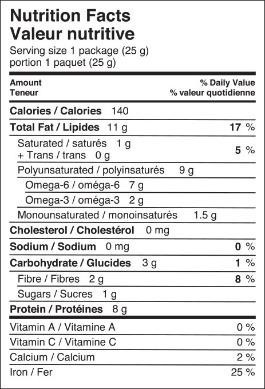 Nutrition Facts
Valeur nutritive
Serving size 1 package (25 g)
portion 1 paquet (25 g)
Amount % Daily Value
Teneur % valeur quotidienne
Calories / Calories 140
Total Fat / Lipides 11 g 17 %
Saturated / saturés 1 g
+ Trans / trans 0 g 5 %
Polyunsaturated / polyinsaturés 9 g
Omega-6 / oméga-6 7 g
Omega-3 / oméga-3 2 g
Monounsaturated / monoinsaturés 1.5 g
Cholesterol / Cholestérol 0 mg
Sodium / Sodium 0 mg 0 %
Carbohydrate / Glucides 3 g 1 %
Fibre / Fibres 2 g 8 %
Sugars / Sucres 1 g
Protein / Protéines 8 g
Vitamin A / Vitamine A 0 %
Vitamin C / Vitamine C 0 %
Calcium / Calcium 2 %
Iron / Fer 25 %